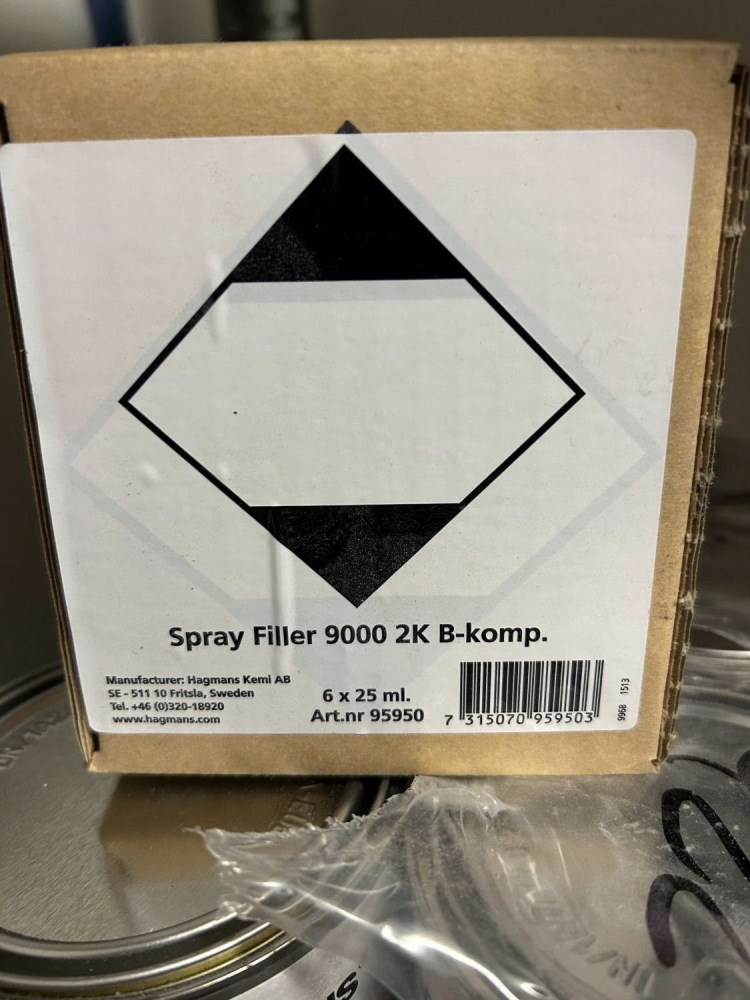 Spray Filler 9000 2K B-komp.
Manufacturer: Hagmans Kemi AB
SE - 511 10 Fritsla, Sweden
Tel. +46 (0)320-18920
www.hagmans.com
6 x 25 ml.
Art.nr 95950
7 315070 959503
9968 1513